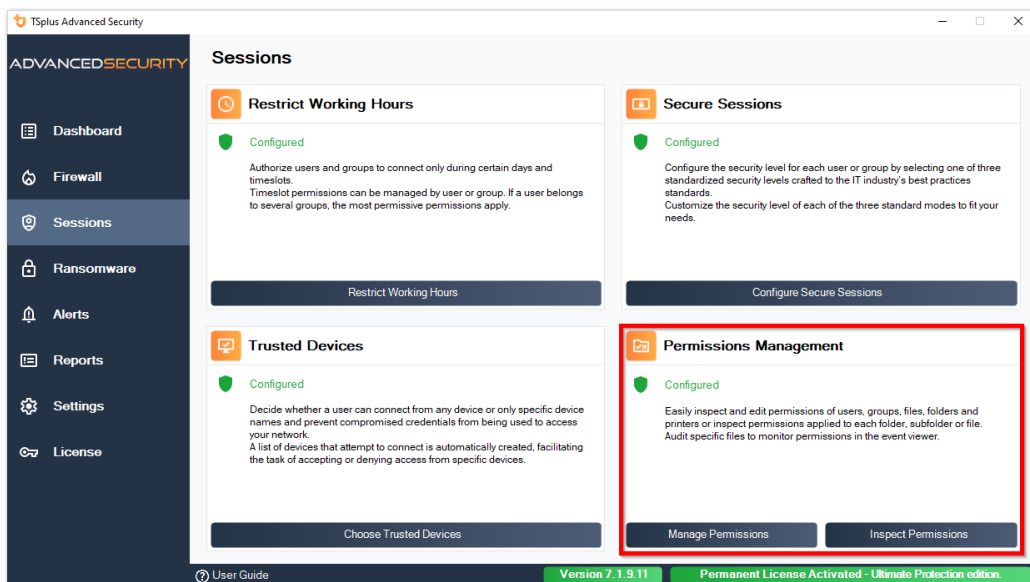 TSplus Advanced Security
ADVANCEDSECURITY
Dashboard
Firewall
Sessions
Ransomware
Alerts
Reports
Settings
License
Sessions
Restrict Working Hours
Configured
Authorize users and groups to connect only during certain days and
timeslots.
Timeslot permissions can be managed by user or group. If a user belongs
to several groups, the most permissive permissions apply.
Restrict Working Hours
Secure Sessions
Configured
Configure the security level for each user or group by selecting one of three
standardized security levels crafted to the IT industry's best practices
standards.
Customize the security level of each of the three standard modes to fit your
needs.
Configure Secure Sessions
Trusted Devices
Configured
Decide whether a user can connect from any device or only specific device
names and prevent compromised credentials from being used to access
your network.
A list of devices that attempt to connect is automatically created, facilitating
the task of accepting or denying access from specific devices.
Choose Trusted Devices
Permissions Management
Configured
Easily inspect and edit permissions of users, groups, files, folders and
printers or inspect permissions applied to each folder, subfolder or file.
Audit specific files to monitor permissions in the event viewer.
Manage Permissions
Inspect Permissions
User Guide
Version 7.1.9.11
Permanent License Activated - Ultimate Protection edition.